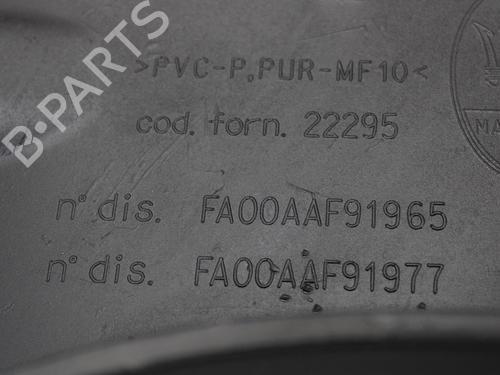 >PVC-P,PUR-MF10<
cod. forn. 22295
n° dis. FA00AAF91965
n° dis. FA00AAF91977
B-PARTS